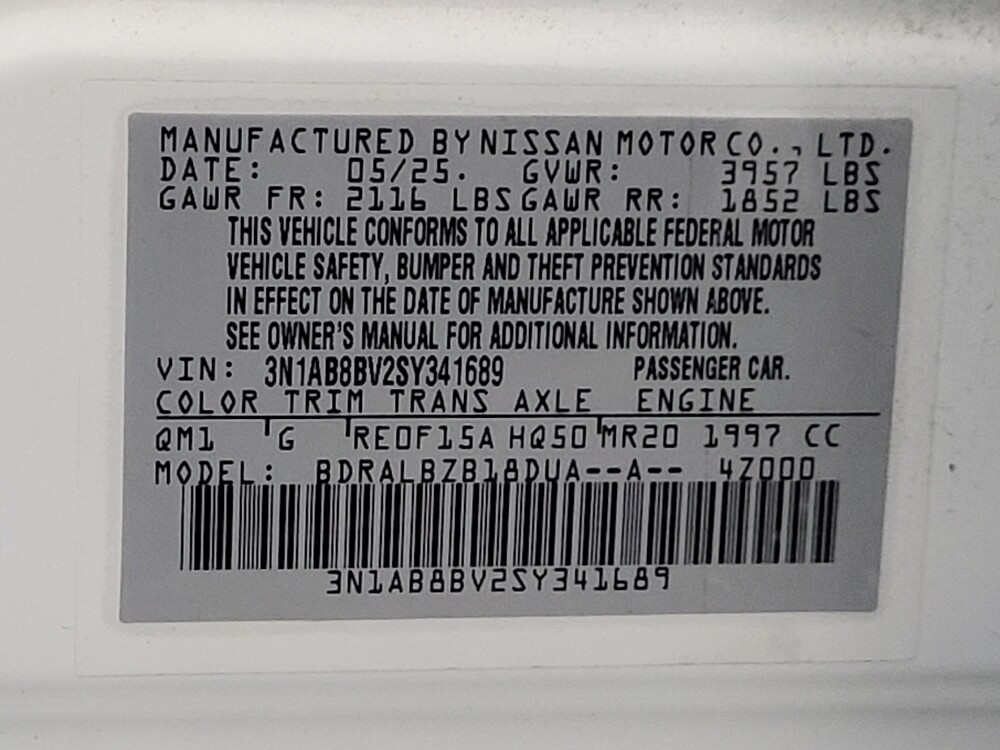 MANUFACTURED BY NISSAN MOTOR CO., LTD.
DATE: 05/25. GVWR: 3957 LBS
GAWR FR: 2116 LBS GAWR RR: 1852 LBS
THIS VEHICLE CONFORMS TO ALL APPLICABLE FEDERAL MOTOR
VEHICLE SAFETY, BUMPER AND THEFT PREVENTION STANDARDS
IN EFFECT ON THE DATE OF MANUFACTURE SHOWN ABOVE.
SEE OWNER'S MANUAL FOR ADDITIONAL INFORMATION.
VIN: 3N1AB8BV2SY341689 PASSENGER CAR.
COLOR TRIM TRANS AXLE ENGINE
QM1 G RE0F15A HQ50 MR20 1997 CC
MODEL: BDRALBZB18DUA--A-- 4Z000
3N1AB8BV2SY341689